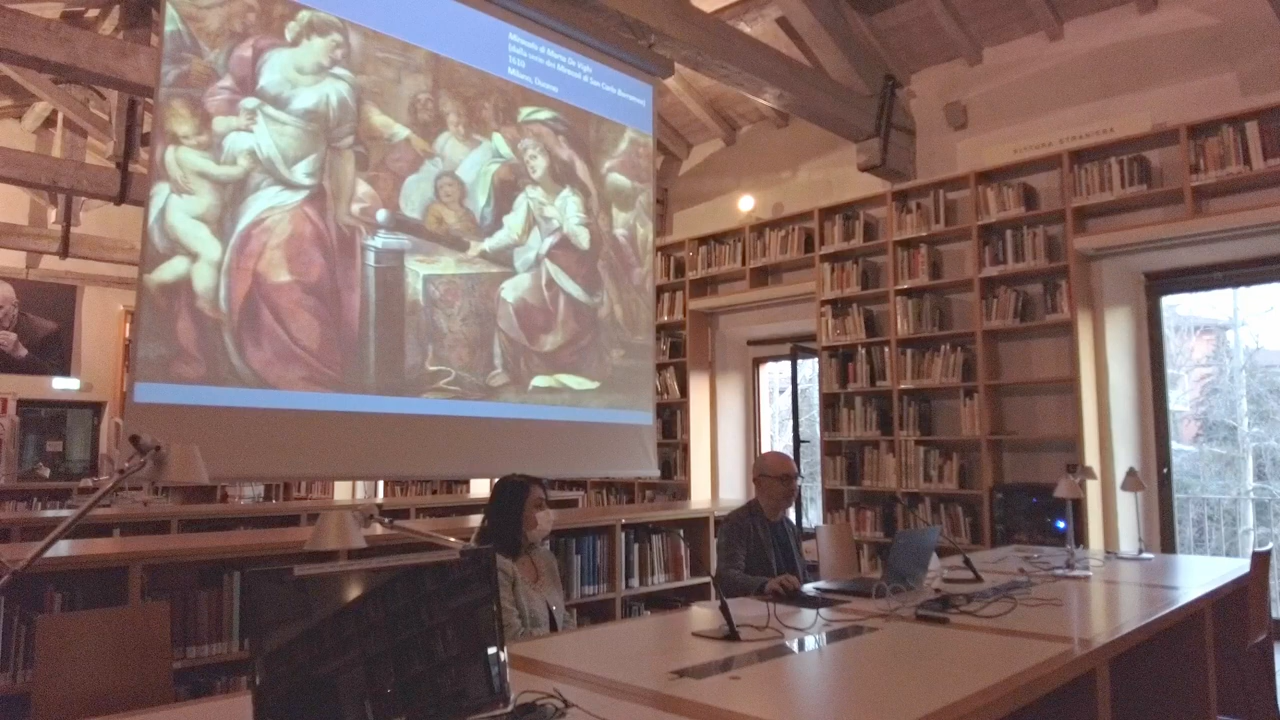 Miracolo di Marta De Vighi
(dalla serie dei Miracoli di San Carlo Borromeo)
1610
Milano, Duomo
PITTURA STRANIERA